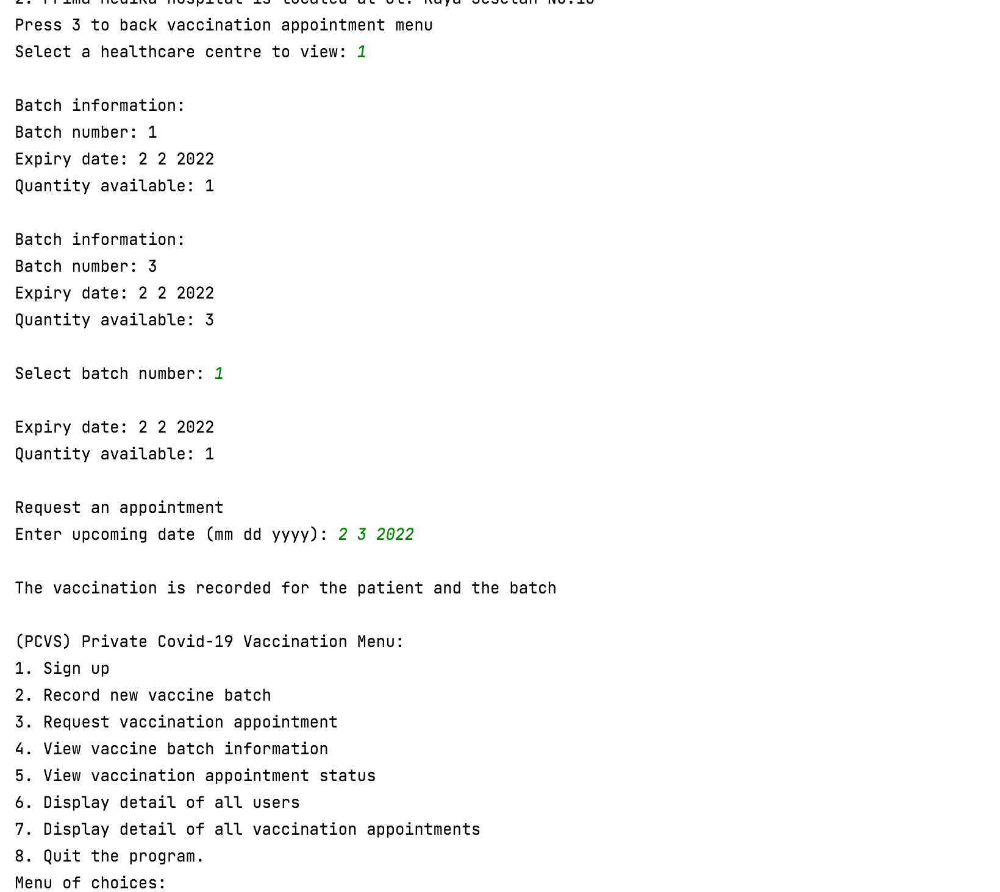 2. Prima Medika Hospital is located at Jl. Raya Sesetan No.10
Press 3 to back vaccination appointment menu
Select a healthcare centre to view: 1
Batch information:
Batch number: 1
Expiry date: 2 2 2022
Quantity available: 1
Batch information:
Batch number: 3
Expiry date: 2 2 2022
Quantity available: 3
Select batch number: 1
Expiry date: 2 2 2022
Quantity available: 1
Request an appointment
Enter upcoming date (mm dd yyyy): 2 3 2022
The vaccination is recorded for the patient and the batch
(PCVS) Private Covid-19 Vaccination Menu:
1. Sign up
2. Record new vaccine batch
3. Request vaccination appointment
4. View vaccine batch information
5. View vaccination appointment status
6. Display detail of all users
7. Display detail of all vaccination appointments
8. Quit the program.
Menu of choices: